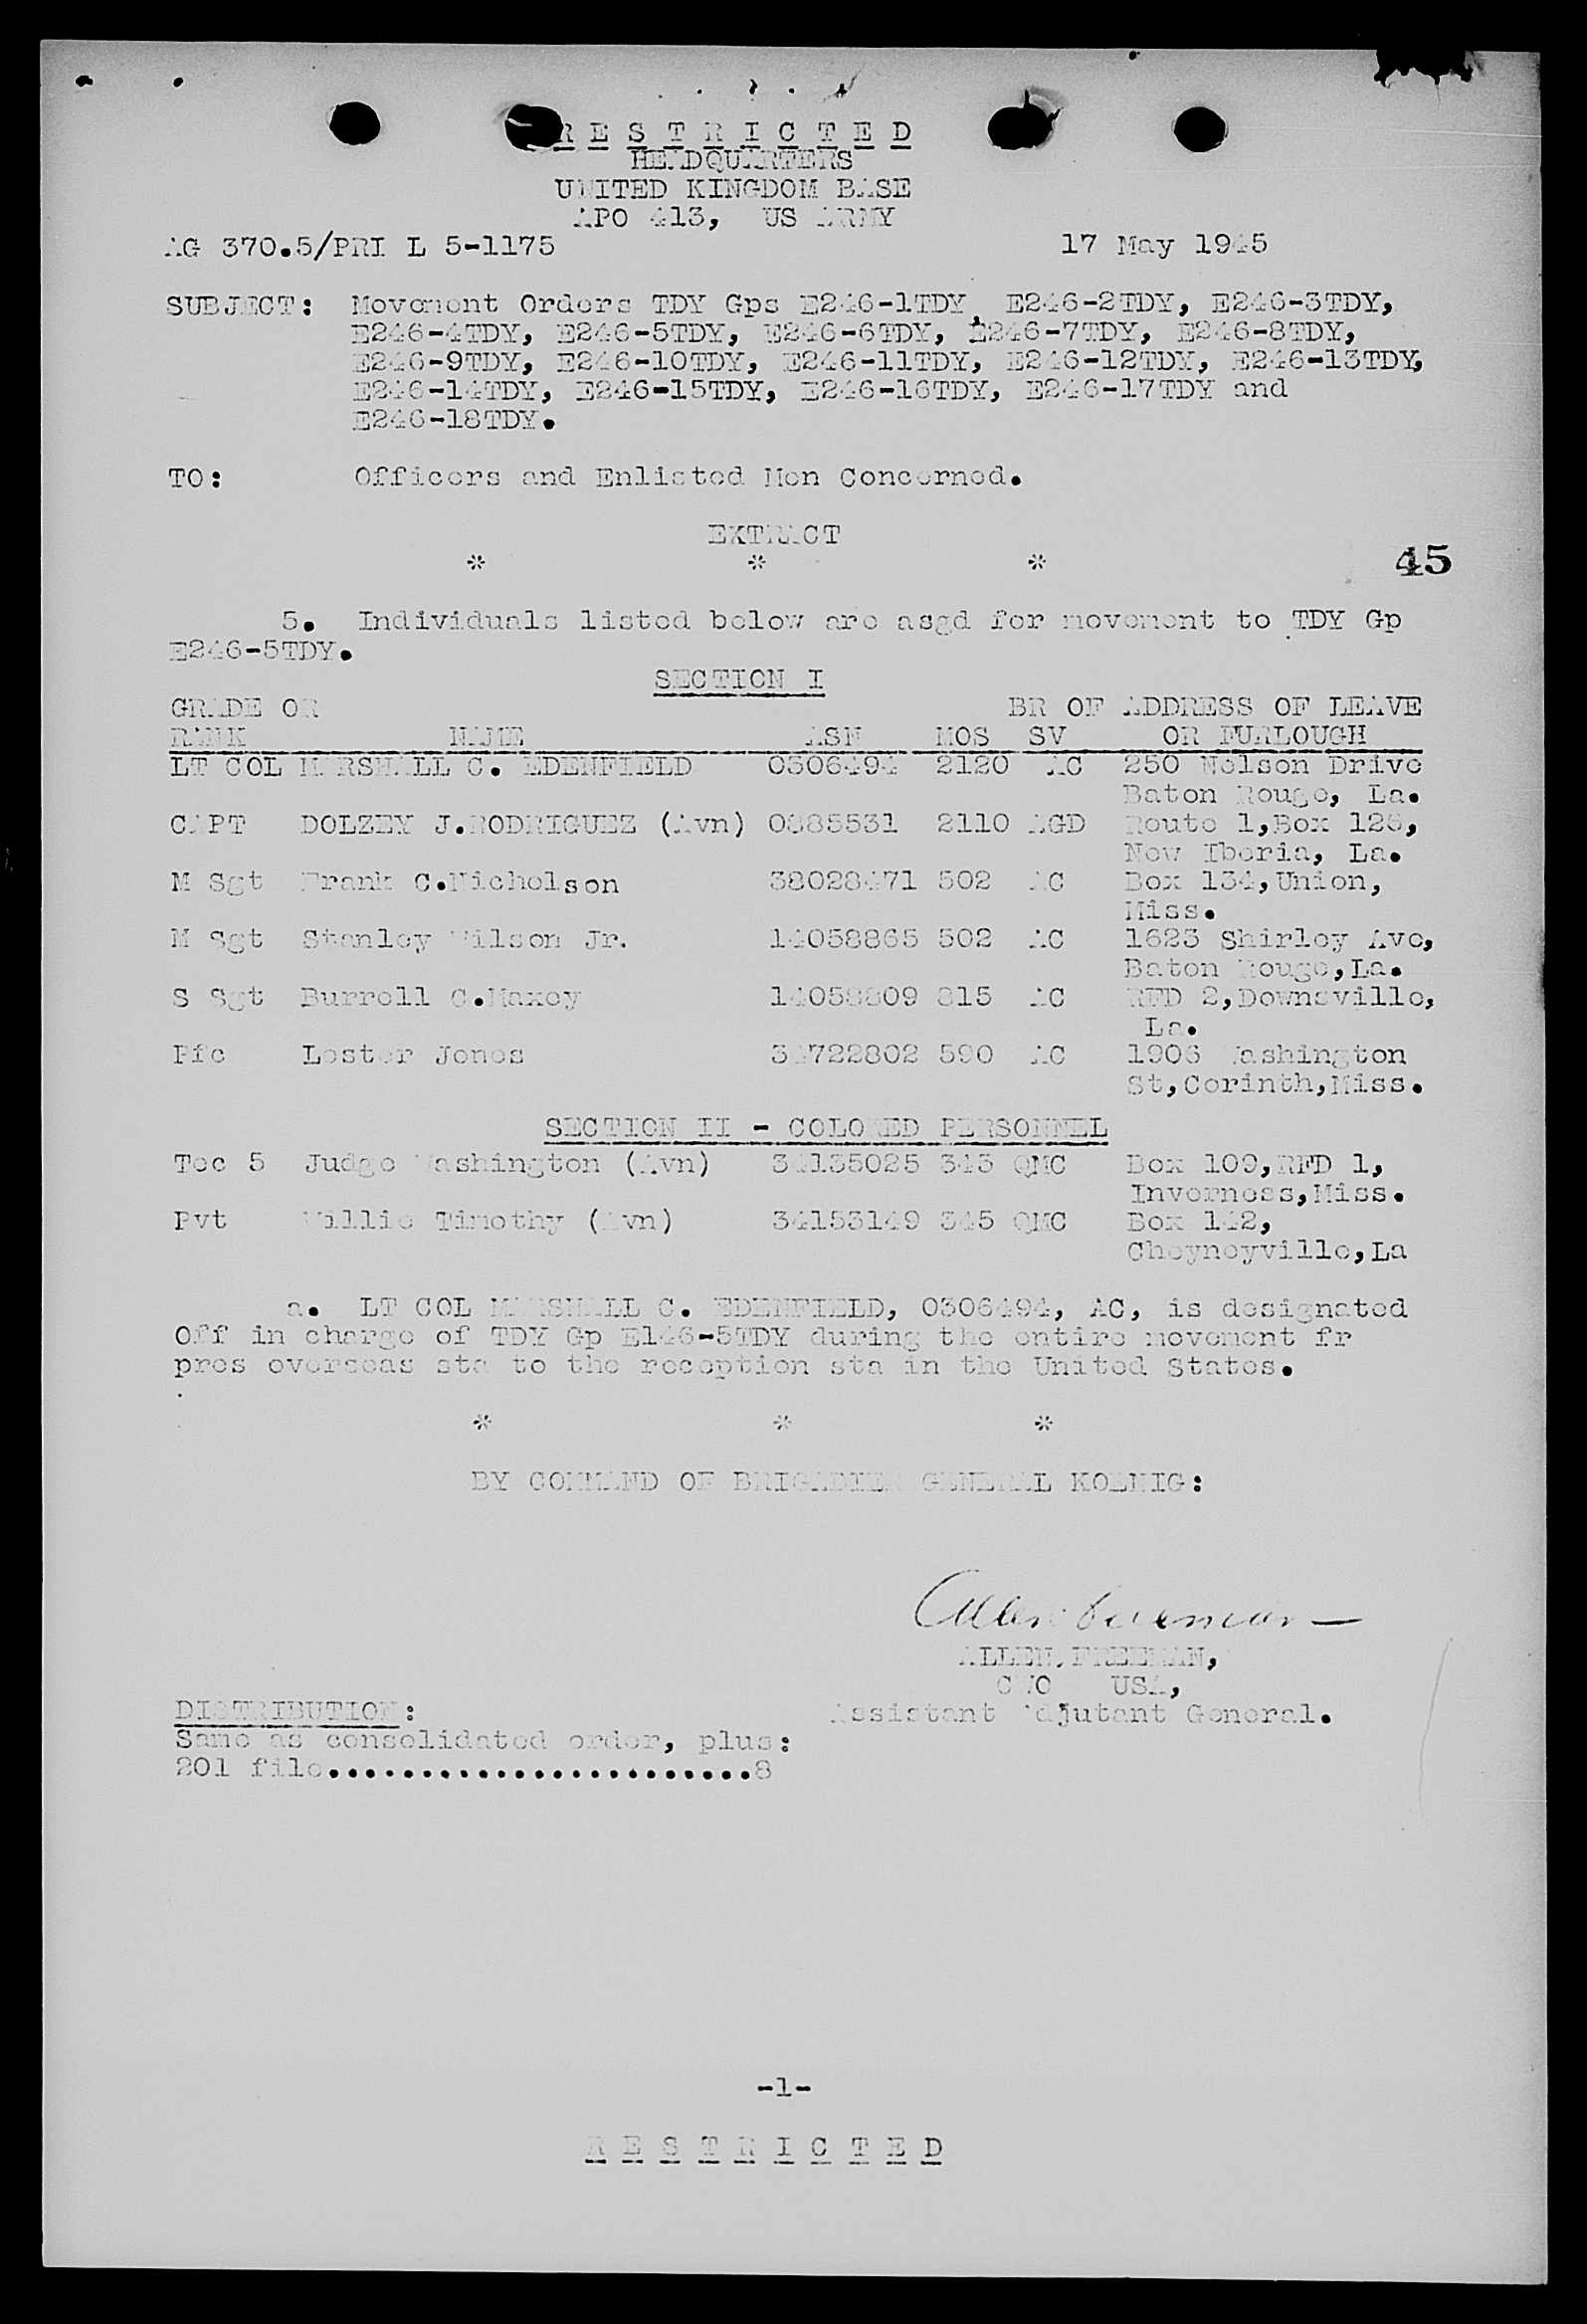 R E S T R I C T E D
HEADQUARTERS
UNITED KINGDOM BASE
APO 413, US ARMY
AG 370.5/PRI L 5-1175 17 May 1945
SUBJECT: Movement Orders TDY Gps E246-1TDY, E246-2TDY, E246-3TDY,
E246-4TDY, E246-5TDY, E246-6TDY, E246-7TDY, E246-8TDY,
E246-9TDY, E246-10TDY, E246-11TDY, E246-12TDY, E246-13TDY,
E246-14TDY, E246-15TDY, E246-16TDY, E246-17TDY and
E246-18TDY.
TO: Officers and Enlisted Men Concerned.
EXTRACT
* * *
45
5. Individuals listed below are asgd for movement to TDY Gp
E246-5TDY.
SECTION I
GRADE OR BR OF ADDRESS OF LEAVE
RANK NAME ASN MOS SV OR FURLOUGH
LT COL MARSHALL C. EDENFIELD 0306494 2120 AC 250 Nelson Drive
Baton Rouge, La.
CAPT DOLZEY J.RODRIGUEZ (Avn) 0885531 2110 AGD Route 1,Box 126,
New Iberia, La.
M Sgt Frank C.Nicholson 38028471 502 AC Box 134,Union,
Miss.
M Sgt Stanley Wilson Jr. 14058865 502 AC 1623 Shirley Ave,
Baton Rouge,La.
S Sgt Burrell C.Maxey 14058809 815 AC RFD 2,Downsville,
La.
Pfc Lester Jones 34722802 590 AC 1906 Washington
St,Corinth,Miss.
SECTION II - COLORED PERSONNEL
Tec 5 Judge Washington (Avn) 34135025 345 QMC Box 109,RFD 1,
Inverness,Miss.
Pvt Willie Timothy (Avn) 34153149 345 QMC Box 142,
Cheyneyville,La
a. LT COL MARSHALL C. EDENFIELD, 0306494, AC, is designated
Off in charge of TDY Gp E146-5TDY during the entire movement fr
pres overseas sta to the reception sta in the United States.
* * *
BY COMMAND OF BRIGADIER GENERAL KOENIG:
Allen Freeman
ALLEN FREEMAN,
CWO USA,
Assistant Adjutant General.
DISTRIBUTION:
Same as consolidated order, plus:
201 file.......................8
-1-
R E S T R I C T E D